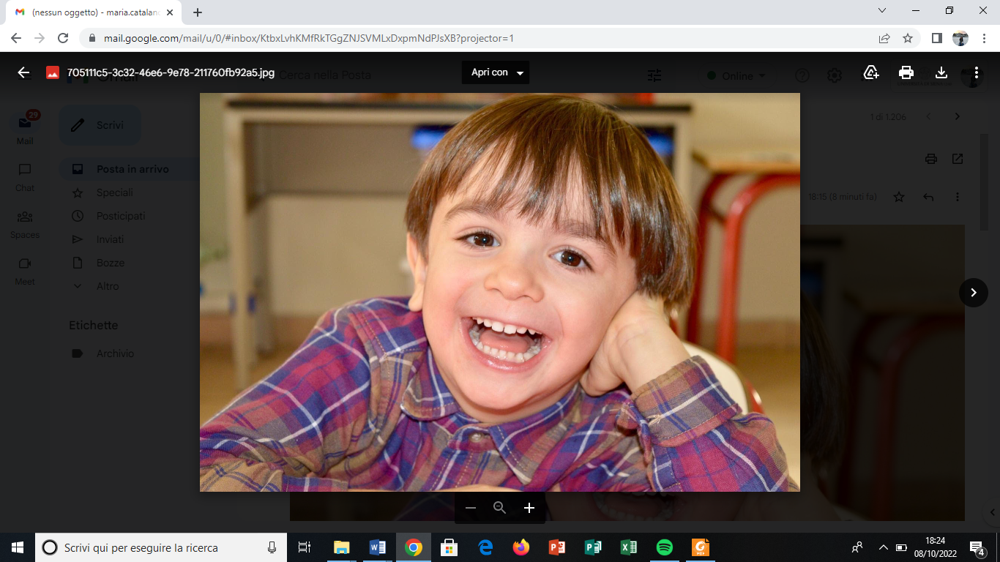 (nessun oggetto) - maria.catalano
mail.google.com/mail/u/0/#inbox/KtbxLvhKMfRkTGgZNJSVMLxDxpmNdPJsXB?projector=1
705111c5-3c32-46e6-9e78-211760fb92a5.jpg
Cerca nella Posta
Apri con
Online
29
Mail
Scrivi
1 di 1.206
Posta in arrivo
Chat
Speciali
18:15 (8 minuti fa)
Posticipati
Spaces
Inviati
Bozze
Meet
Altro
Etichette
Archivio
Scrivi qui per eseguire la ricerca
18:24
08/10/2022
4